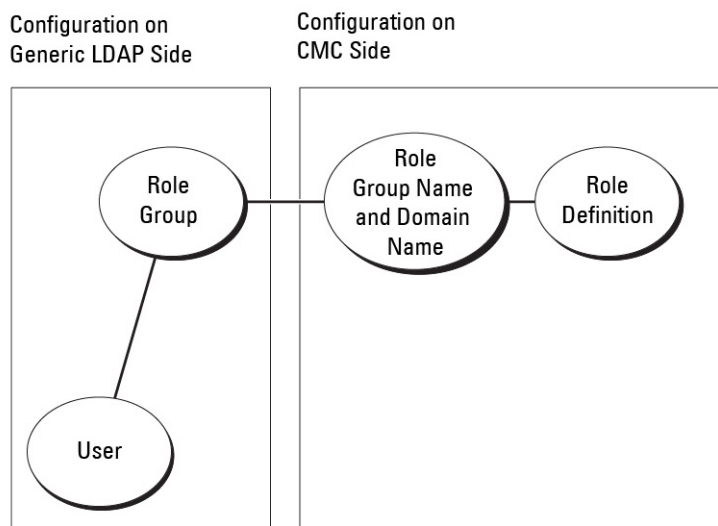 Configuration on
Generic LDAP Side
Configuration on
CMC Side
Role
Group
Role
Group Name
and Domain
Name
Role
Definition
User